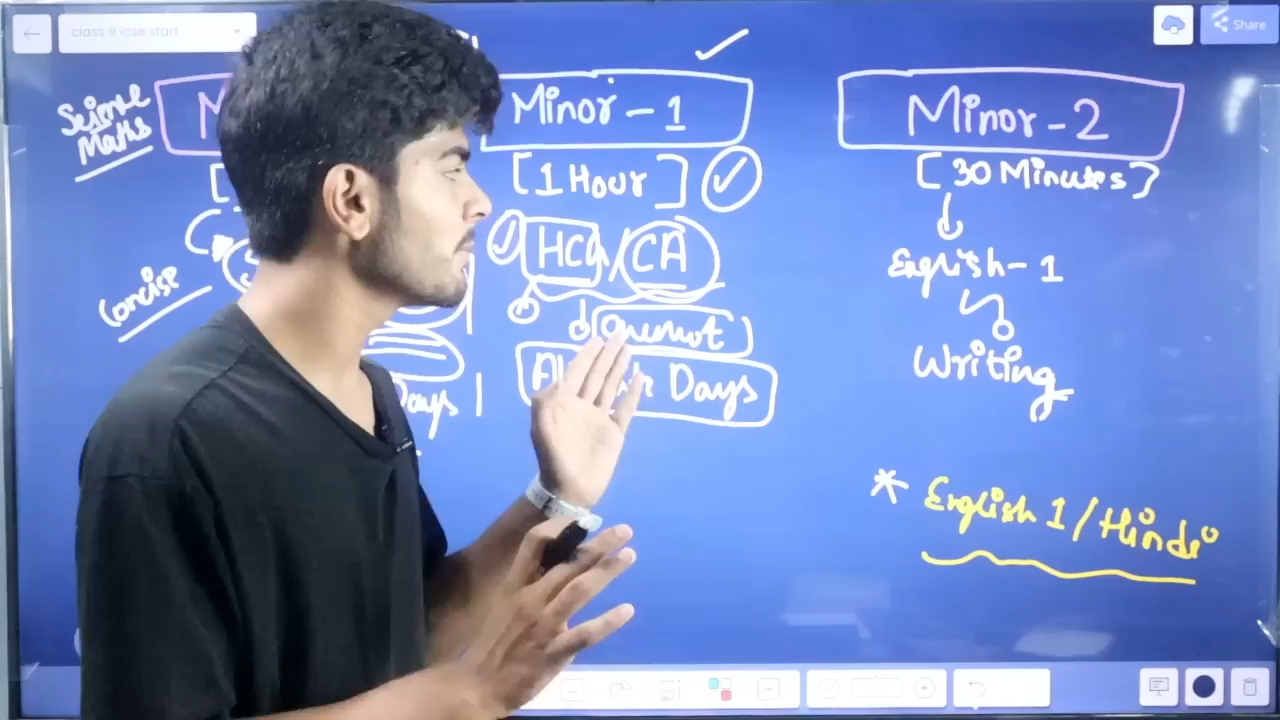 class 9 icse start
Share
Science
Maths
Minor - 1
[1 Hour]
HCG/CA
Days
Concise
Days
Minor - 2
[30 Minutes]
English - 1
Writing
* English 1/Hindi